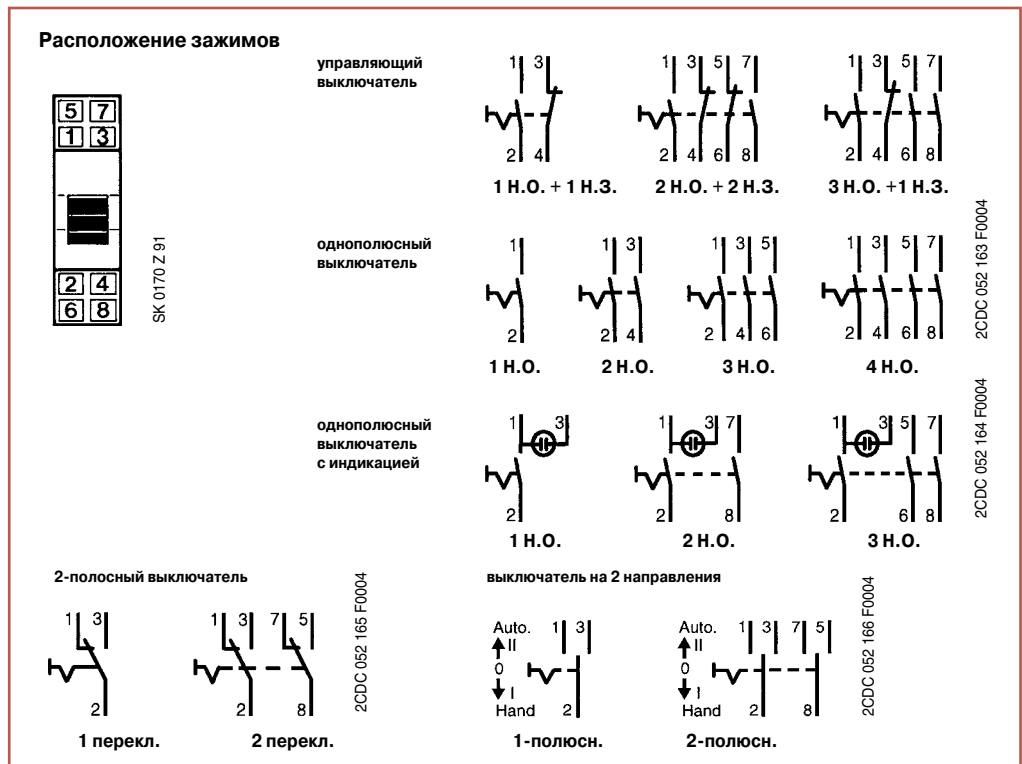 Расположение зажимов
управляющий
выключатель
1 3
2 4
1 Н.О. + 1 Н.З.
1 3 5 7
2 4 6 8
2 Н.О. + 2 Н.З.
1 3 5 7
2 4 6 8
3 Н.О. +1 Н.З.
5 7
1 3
2 4
6 8
SK 0170 Z 91
2CDC 052 163 F0004
однополюсный
выключатель
1
2
1 Н.О.
1 3
2 4
2 Н.О.
1 3 5
2 4 6
3 Н.О.
1 3 5 7
2 4 6 8
4 Н.О.
однополюсный
выключатель
с индикацией
1 3
2
1 Н.О.
1 3 7
2 8
2 Н.О.
1 3 5 7
2 6 8
3 Н.О.
2CDC 052 164 F0004
2-полосный выключатель
1 3
2
1 перекл.
1 3 7 5
2 8
2 перекл.
2CDC 052 165 F0004
выключатель на 2 направления
Auto. 1 3
II
0
I
Hand 2
1-полюсн.
Auto. 1 3 7 5
II
0
I
Hand 2 8
2-полюсн.
2CDC 052 166 F0004